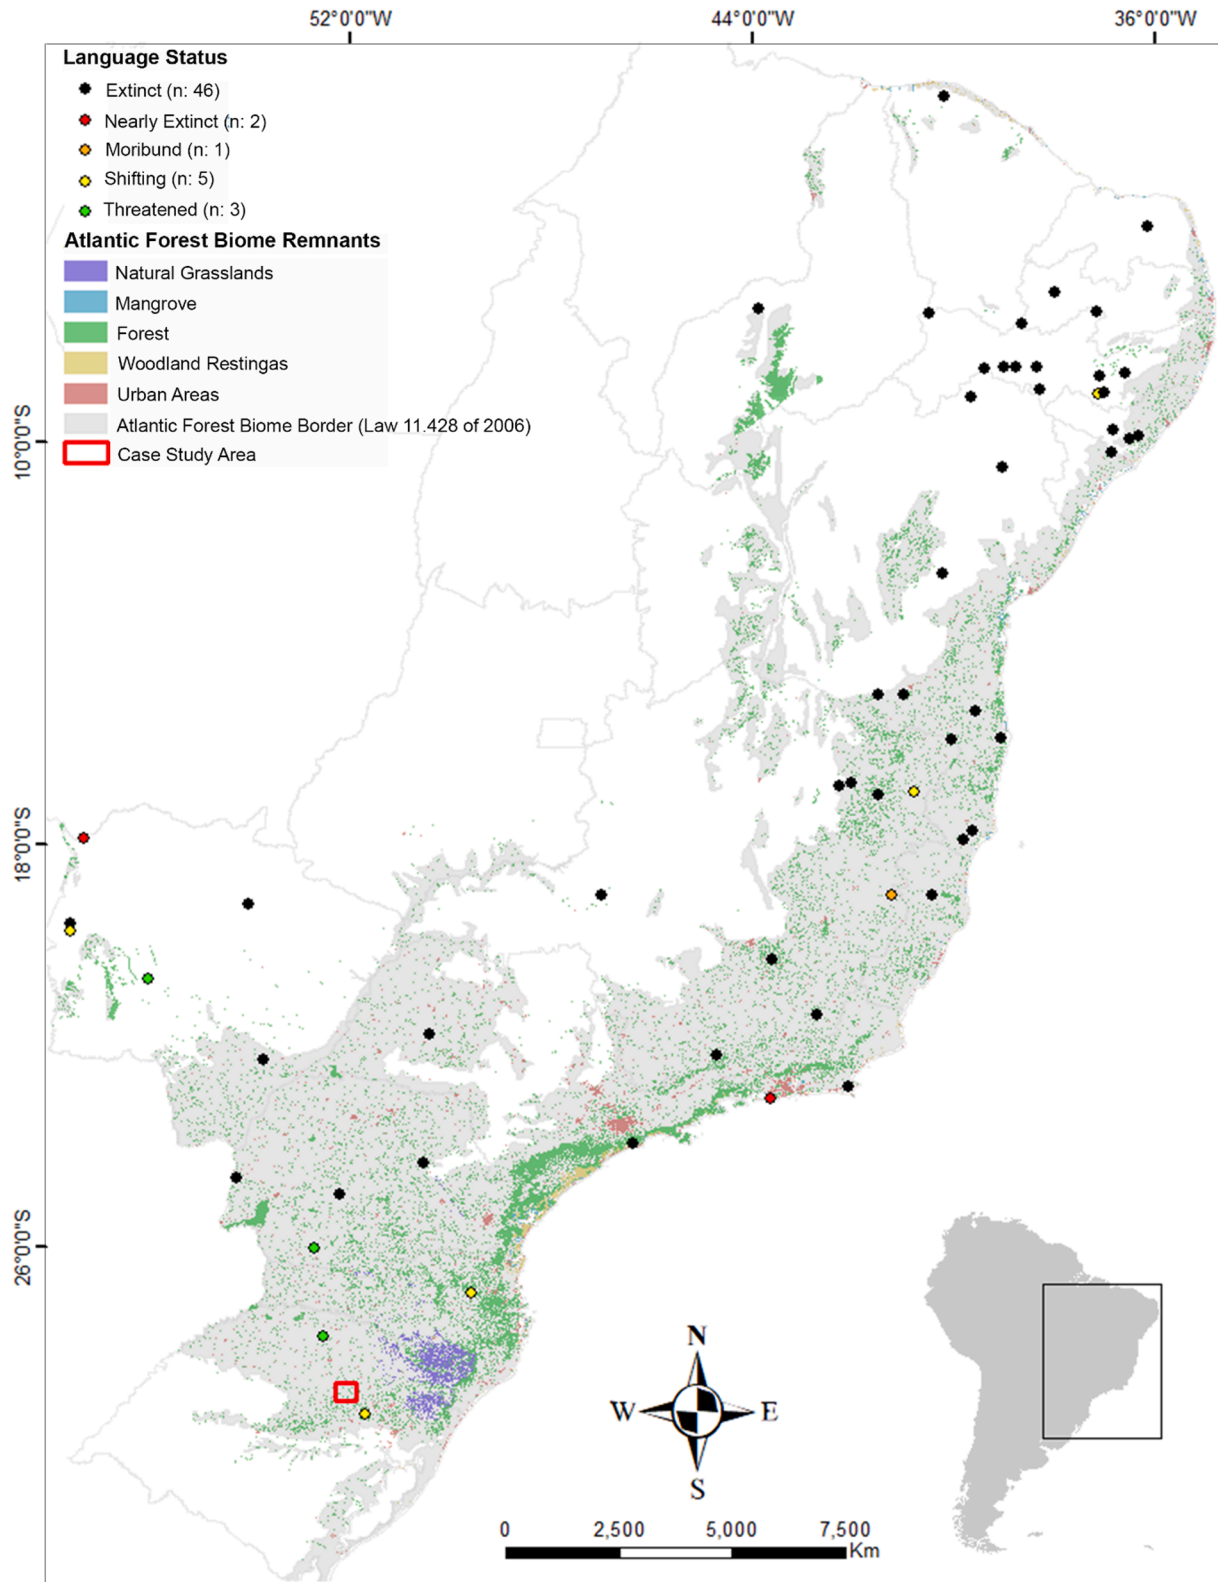 52°0'0"W 44°0'0"W 36°0'0"W
Language Status
Extinct (n: 46)
Nearly Extinct (n: 2)
Moribund (n: 1)
Shifting (n: 5)
Threatened (n: 3)
Atlantic Forest Biome Remnants
Natural Grasslands
Mangrove
Forest
Woodland Restingas
Urban Areas
Atlantic Forest Biome Border (Law 11.428 of 2006)
Case Study Area
10°0'0"S
18°0'0"S
26°0'0"S
N
W E
S
0 2,500 5,000 7,500
Km